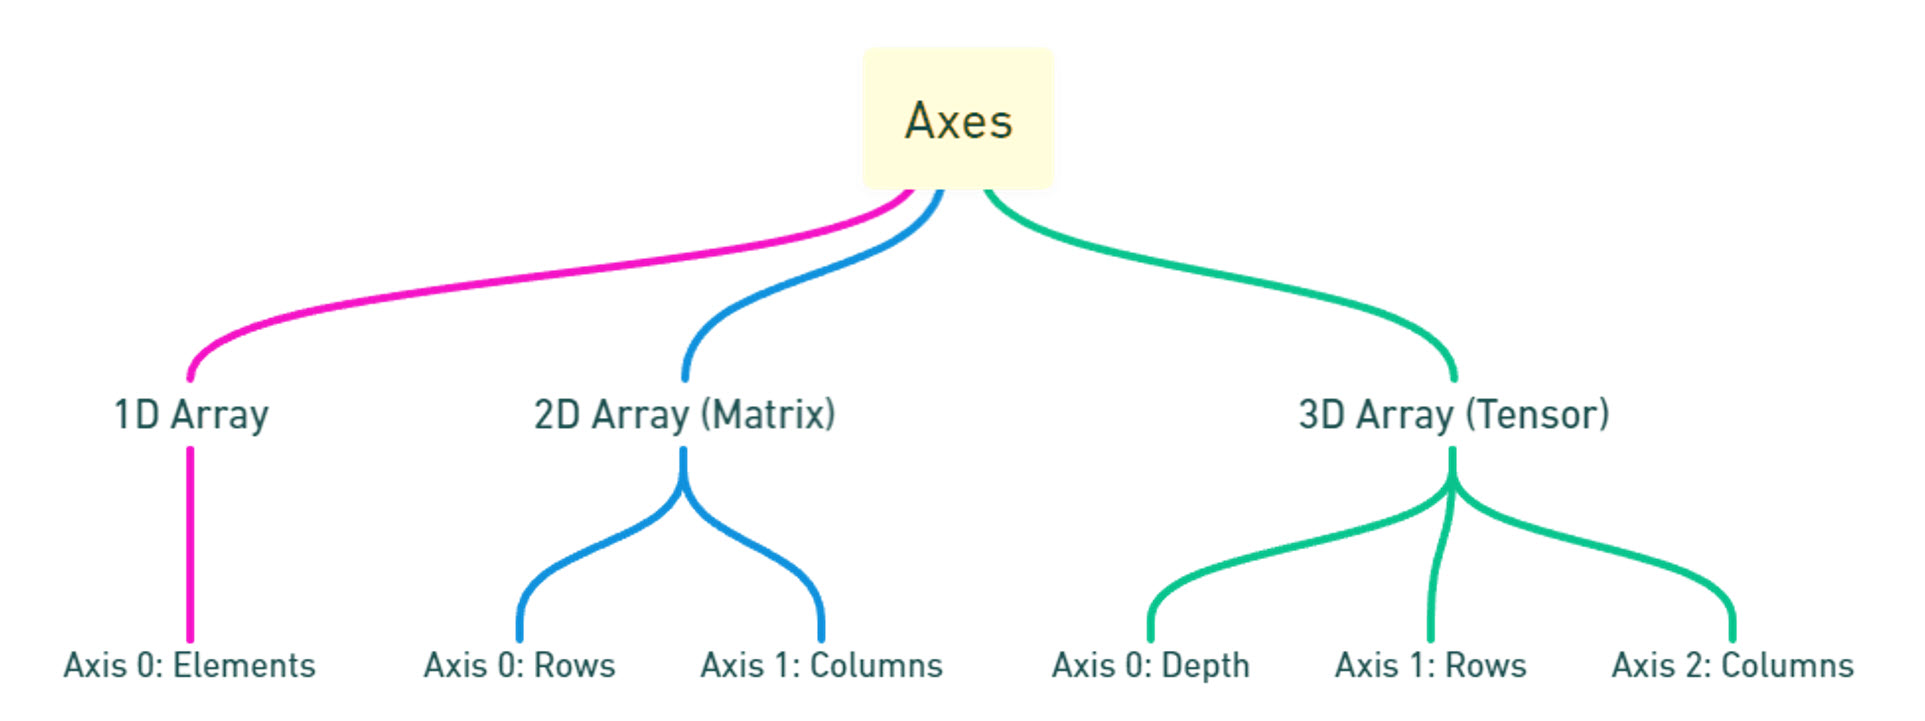 Axes
1D Array
2D Array (Matrix)
3D Array (Tensor)
Axis 0: Elements
Axis 0: Rows
Axis 1: Columns
Axis 0: Depth
Axis 1: Rows
Axis 2: Columns